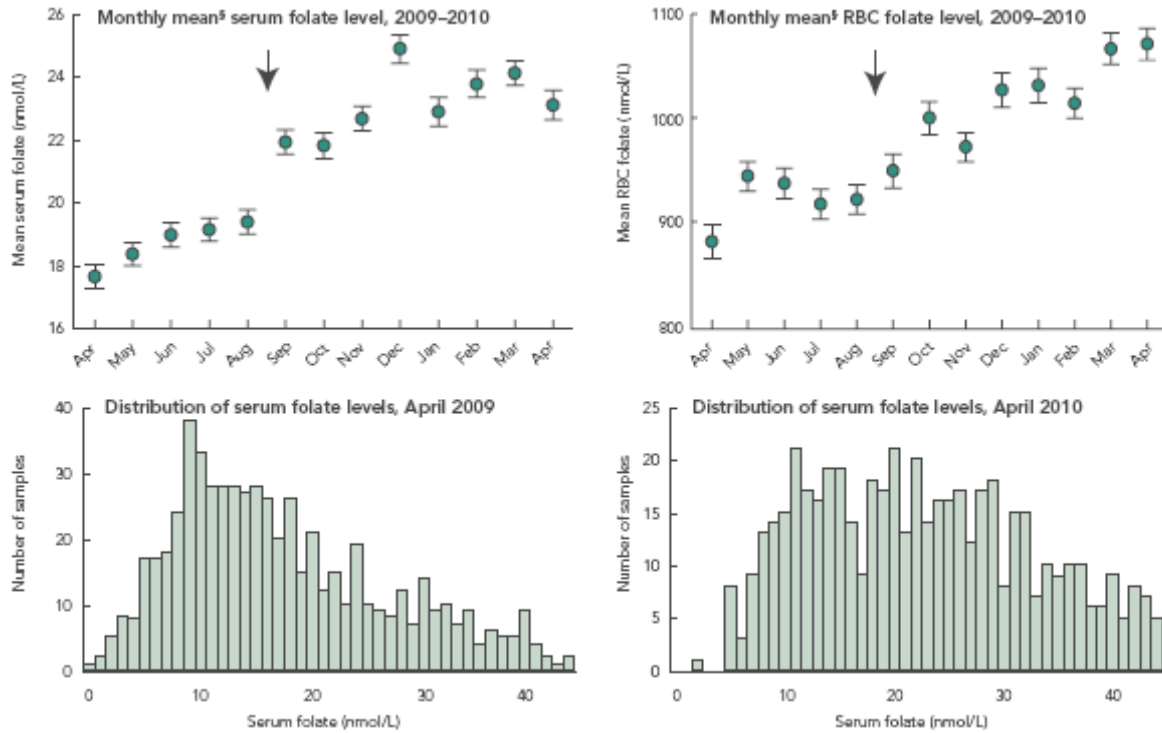 Monthly mean§ serum folate level, 2009–2010
Mean serum folate (nmol/L)
26
24
22
20
18
16
Apr
May
Jun
Jul
Aug
Sep
Oct
Nov
Dec
Jan
Feb
Mar
Apr
Monthly mean§ RBC folate level, 2009–2010
Mean RBC folate ( nmol/L)
1100
1000
900
800
Apr
May
Jun
Jul
Aug
Sep
Oct
Nov
Dec
Jan
Feb
Mar
Apr
Distribution of serum folate levels, April 2009
Number of samples
40
30
20
10
0
0 10 20 30 40
Serum folate (nmol/L)
Distribution of serum folate levels, April 2010
Number of samples
25
20
15
10
5
0
0 10 20 30 40
Serum folate (nmol/L)